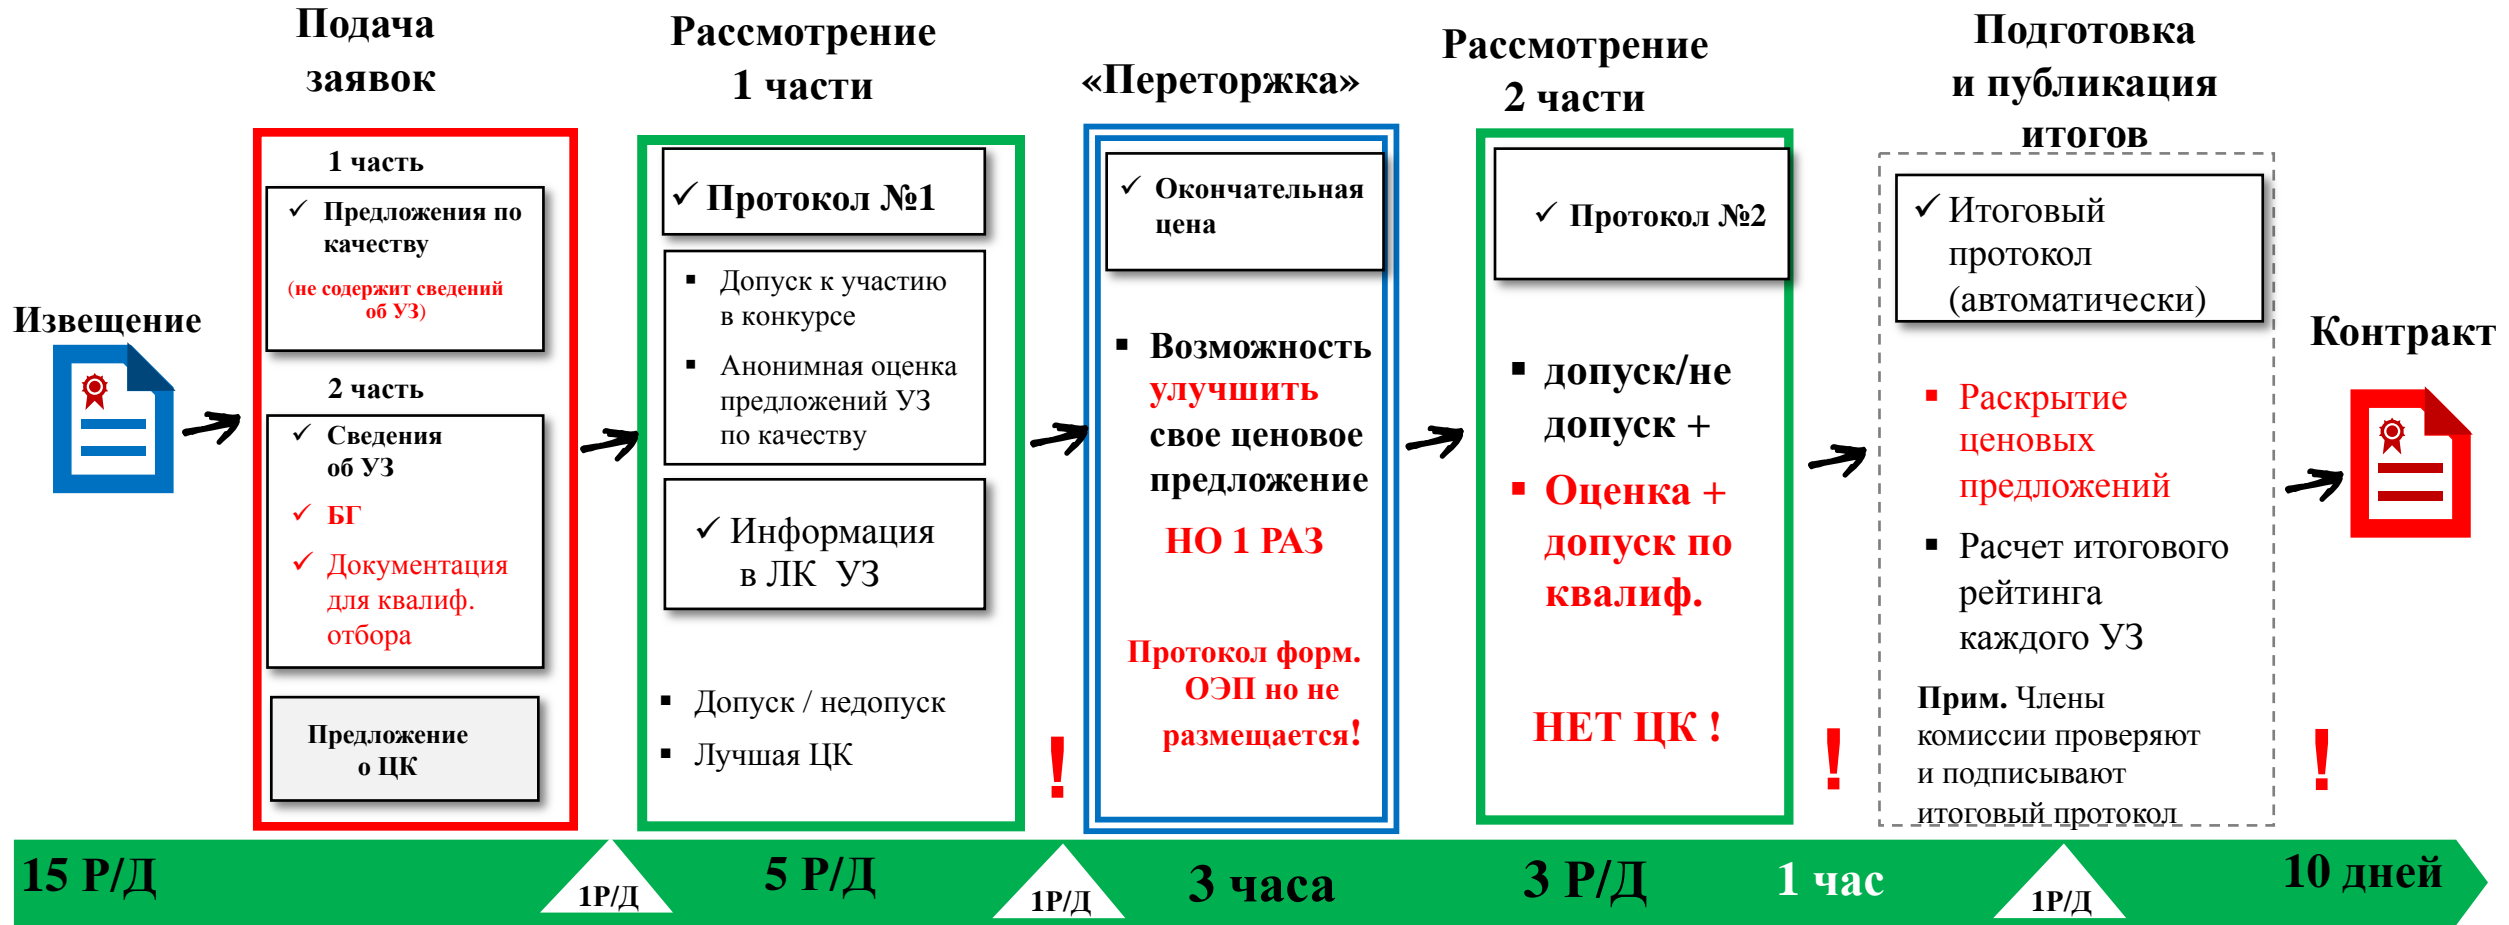 Извещение
Подача
заявок
1 часть
✓ Предложения по
качеству
(не содержит сведений
об УЗ)
2 часть
✓ Сведения
об УЗ
✓ БГ
✓ Документация
для квалиф.
отбора
Предложение
о ЦК
Рассмотрение
1 части
✓ Протокол №1
▪ Допуск к участию
в конкурсе
▪ Анонимная оценка
предложений УЗ
по качеству
✓ Информация
в ЛК УЗ
▪ Допуск / недопуск
▪ Лучшая ЦК
!
«Переторжка»
✓ Окончательная
цена
▪ Возможность
улучшить
свое ценовое
предложение
НО 1 РАЗ
Протокол форм.
ОЭП но не
размещается!
Рассмотрение
2 части
✓ Протокол №2
▪ допуск/не
допуск +
▪ Оценка +
допуск по
квалиф.
НЕТ ЦК !
!
Подготовка
и публикация
итогов
✓ Итоговый
протокол
(автоматически)
▪ Раскрытие
ценовых
предложений
▪ Расчет итогового
рейтинга
каждого УЗ
Прим. Члены
комиссии проверяют
и подписывают
итоговый протокол
!
Контракт
15 Р/Д
1Р/Д
5 Р/Д
1Р/Д
3 часа
3 Р/Д
1 час
1Р/Д
10 дней